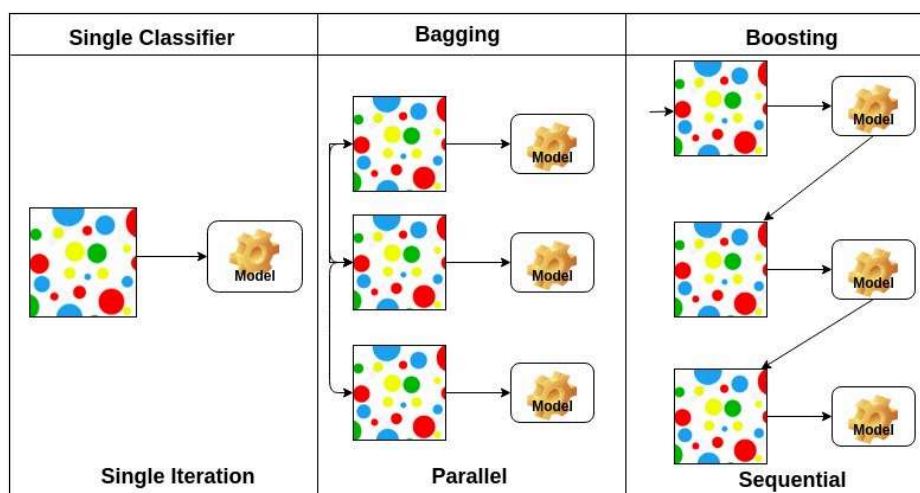 Single Classifier
Bagging
Boosting
Model
Model
Model
Model
Model
Model
Model
Single Iteration
Parallel
Sequential